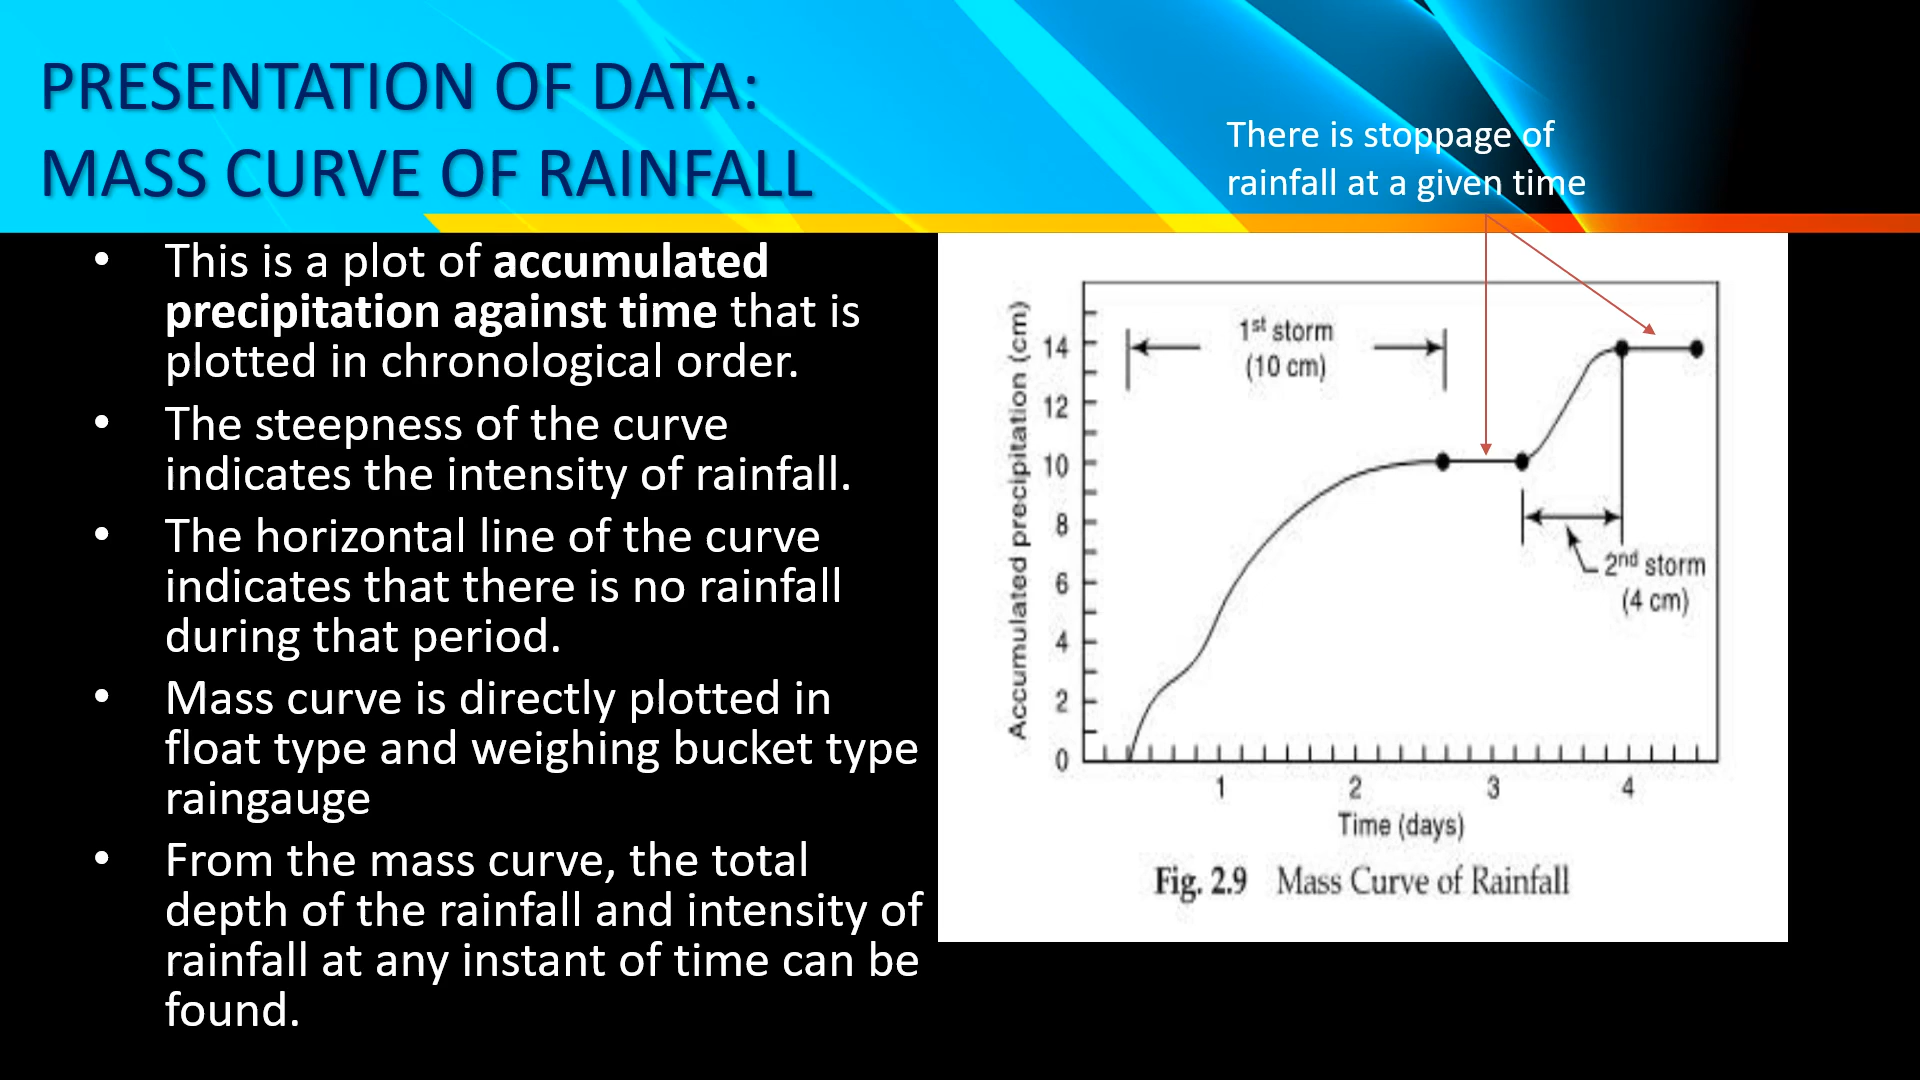 PRESENTATION OF DATA:
MASS CURVE OF RAINFALL
There is stoppage of
rainfall at a given time
• This is a plot of accumulated
precipitation against time that is
plotted in chronological order.
• The steepness of the curve
indicates the intensity of rainfall.
• The horizontal line of the curve
indicates that there is no rainfall
during that period.
• Mass curve is directly plotted in
float type and weighing bucket type
raingauge
• From the mass curve, the total
depth of the rainfall and intensity of
rainfall at any instant of time can be
found.
Accumulated precipitation (cm)
14
12
10
8
6
4
2
0
1st storm
(10 cm)
2nd storm
(4 cm)
1 2 3 4
Time (days)
Fig. 2.9 Mass Curve of Rainfall